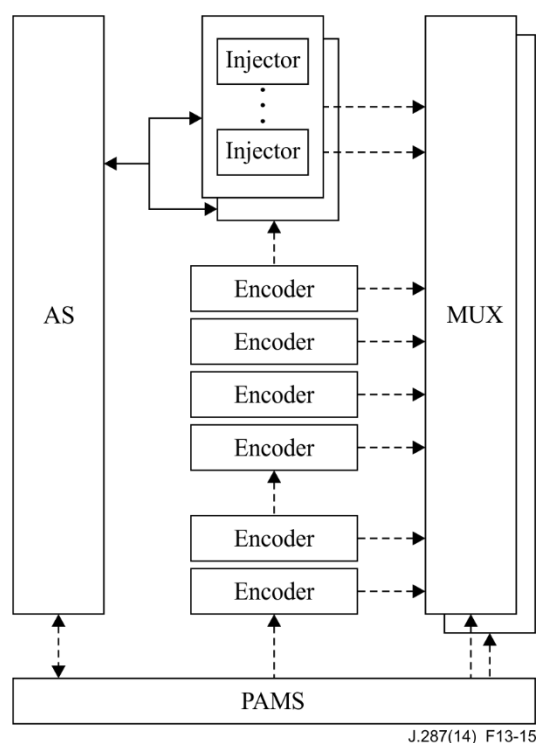 Injector
Injector
AS
MUX
Encoder
Encoder
Encoder
Encoder
Encoder
Encoder
PAMS
J.287(14)_F13-15